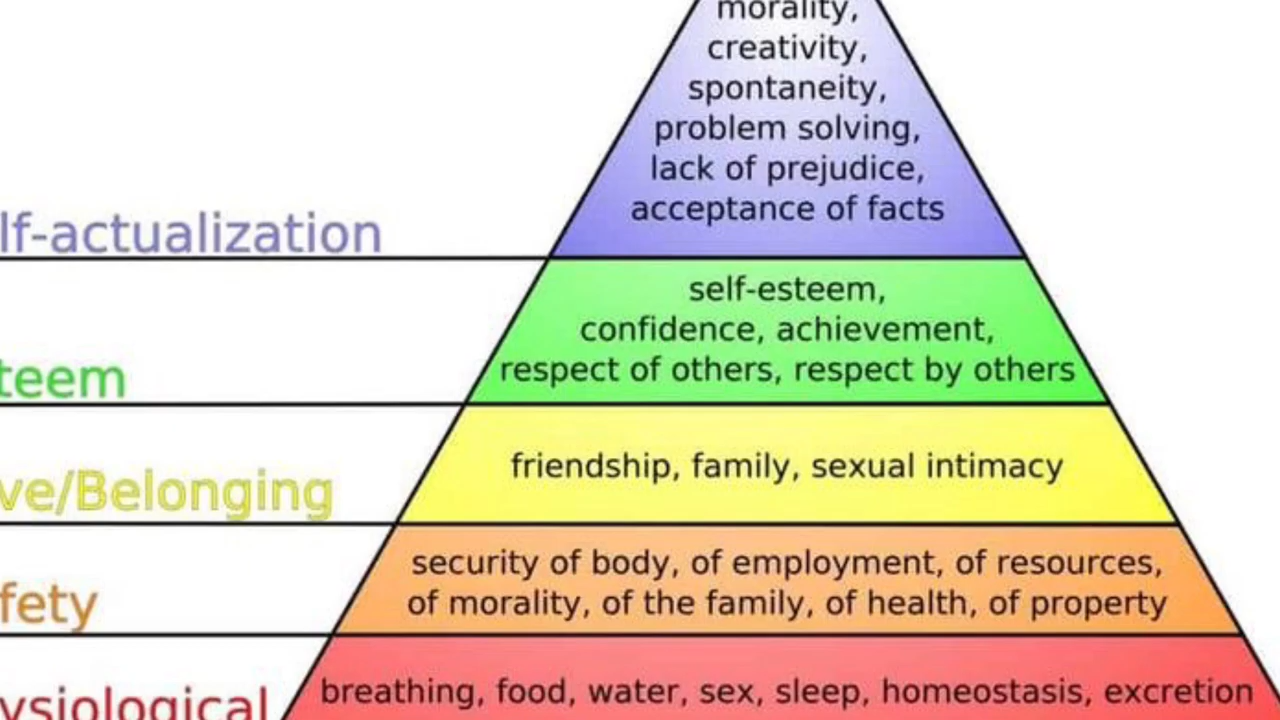 morality,
creativity,
spontaneity,
problem solving,
lack of prejudice,
acceptance of facts
lf-actualization
self-esteem,
confidence, achievement,
respect of others, respect by others
teem
friendship, family, sexual intimacy
ve/Belonging
security of body, of employment, of resources,
of morality, of the family, of health, of property
fety
breathing, food, water, sex, sleep, homeostasis, excretion
ysiological